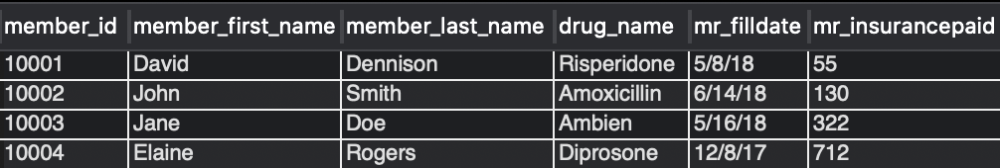 member_id member_first_name member_last_name drug_name mr_filldate mr_insurancepaid
10001 David Dennison Risperidone 5/8/18 55
10002 John Smith Amoxicillin 6/14/18 130
10003 Jane Doe Ambien 5/16/18 322
10004 Elaine Rogers Diprosone 12/8/17 712